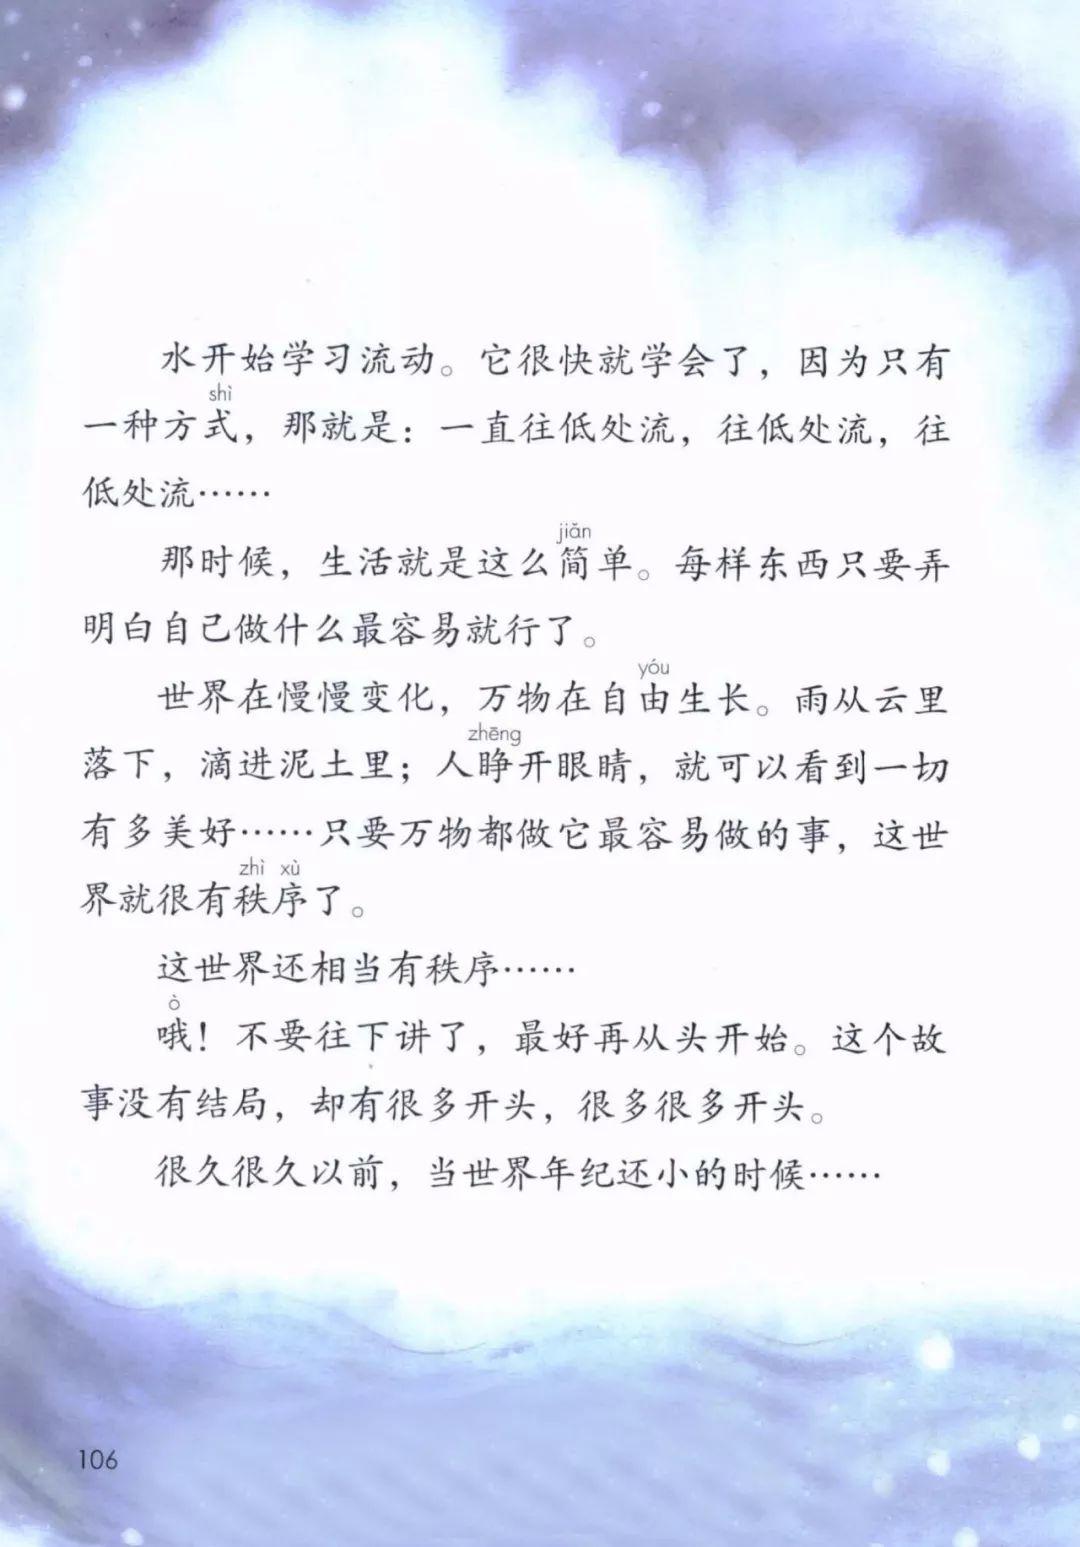 水开始学习流动。它很快就学会了，因为只有
shì
一种方式，那就是：一直往低处流，往低处流，往
低处流……
jiǎn
那时候，生活就是这么简单。每样东西只要弄
明白自己做什么最容易就行了。
yóu
世界在慢慢变化，万物在自由生长。雨从云里
zhēng
落下，滴进泥土里；人睁开眼睛，就可以看到一切
有多美好……只要万物都做它最容易做的事，这世
zhì xù
界就很有秩序了。
这世界还相当有秩序……
ò
哦！不要往下讲了，最好再从头开始。这个故
事没有结局，却有很多开头，很多很多开头。
很久很久以前，当世界年纪还小的时候……
106